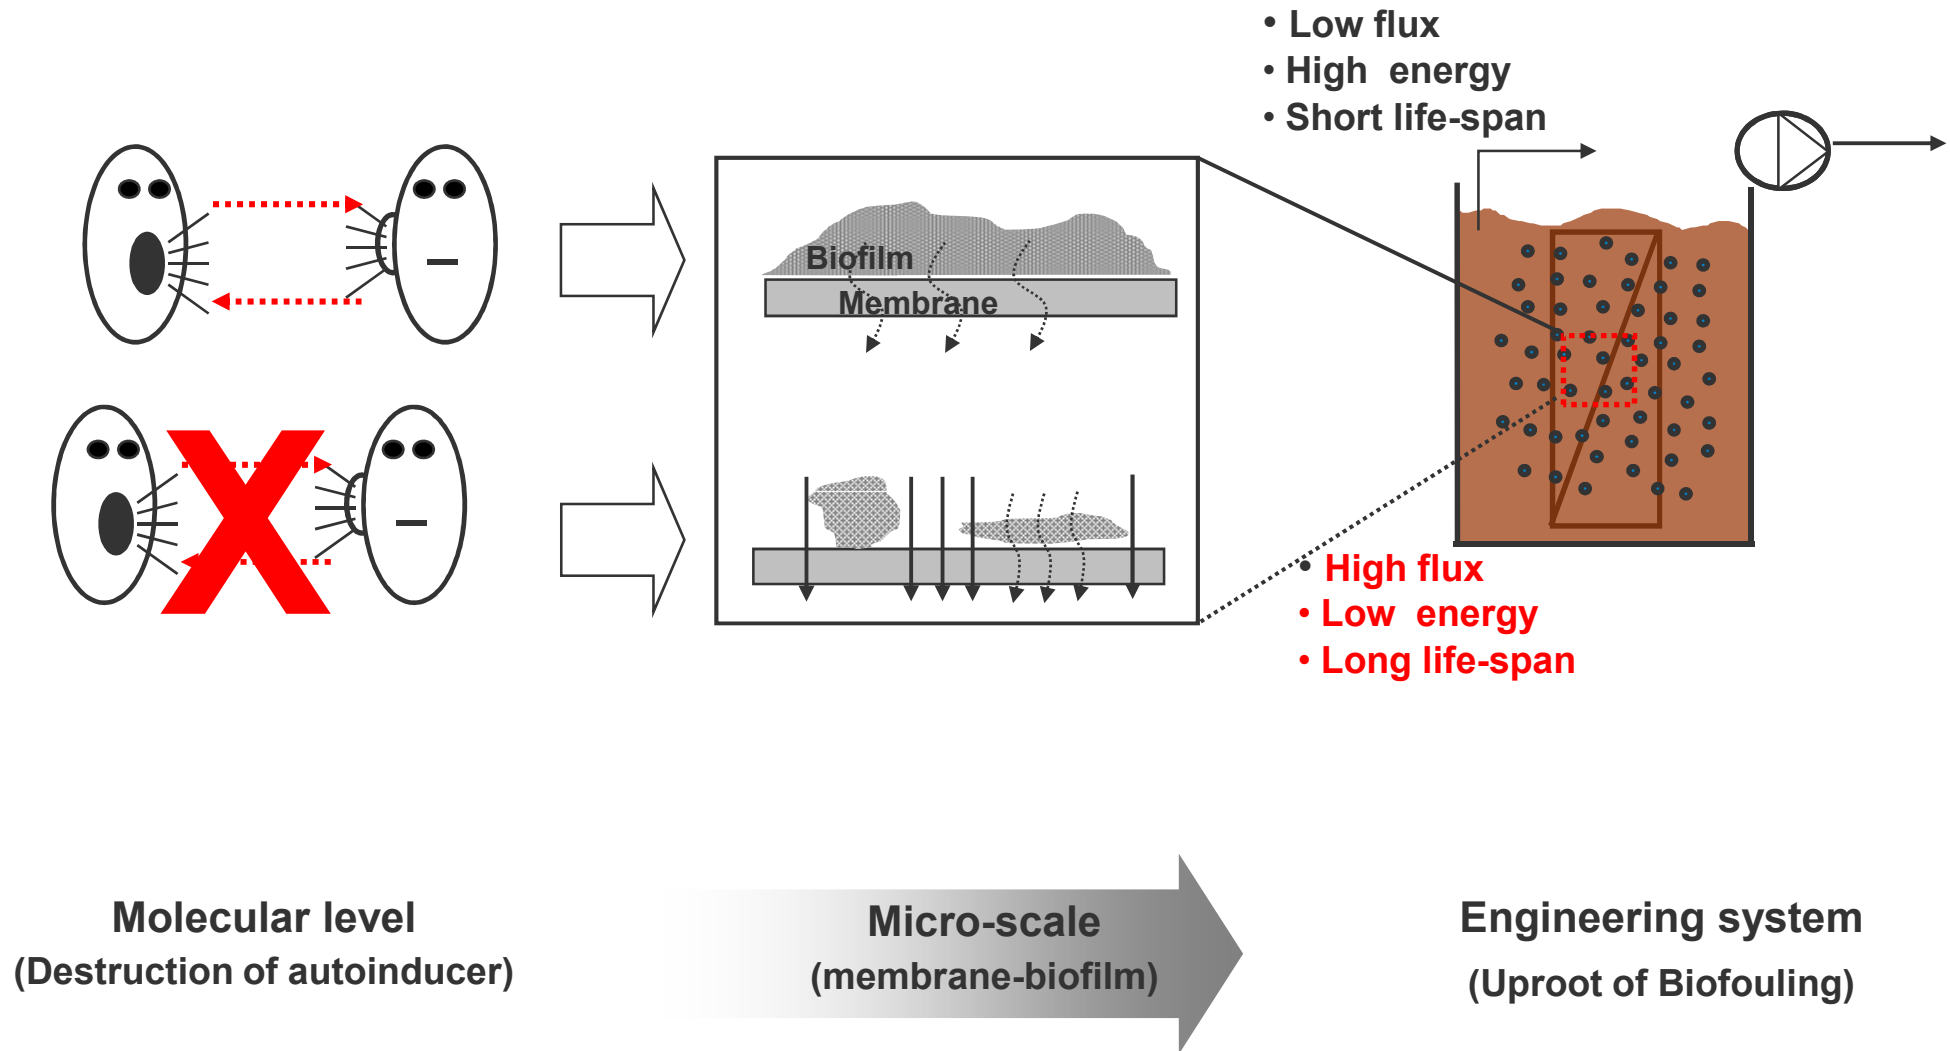 • Low flux
• High energy
• Short life-span
Biofilm
Membrane
• High flux
• Low energy
• Long life-span
Molecular level
(Destruction of autoinducer)
Micro-scale
(membrane-biofilm)
Engineering system
(Uproot of Biofouling)